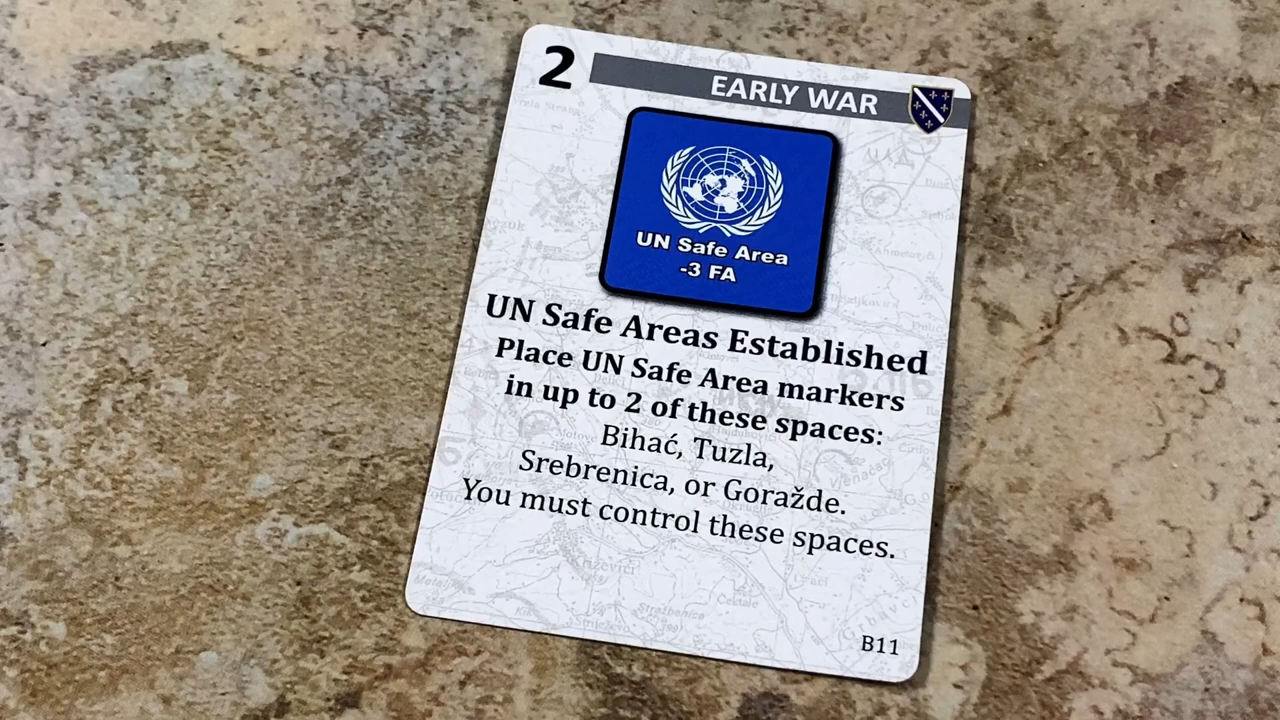 2
EARLY WAR
UN Safe Area
-3 FA
UN Safe Areas Established
Place UN Safe Area markers
in up to 2 of these spaces:
Bihać, Tuzla,
Srebrenica, or Goražde.
You must control these spaces.
Križevići
B11